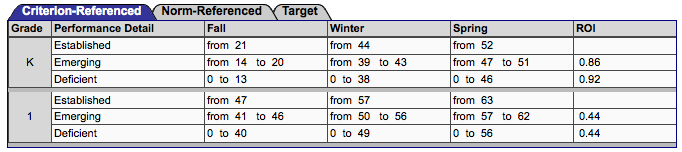 Criterion-Referenced Norm-Referenced Target
Grade Performance Detail Fall Winter Spring ROI
Established from 21 from 44 from 52
K Emerging from 14 to 20 from 39 to 43 from 47 to 51 0.86
Deficient 0 to 13 0 to 38 0 to 46 0.92
Established from 47 from 57 from 63
1 Emerging from 41 to 46 from 50 to 56 from 57 to 62 0.44
Deficient 0 to 40 0 to 49 0 to 56 0.44